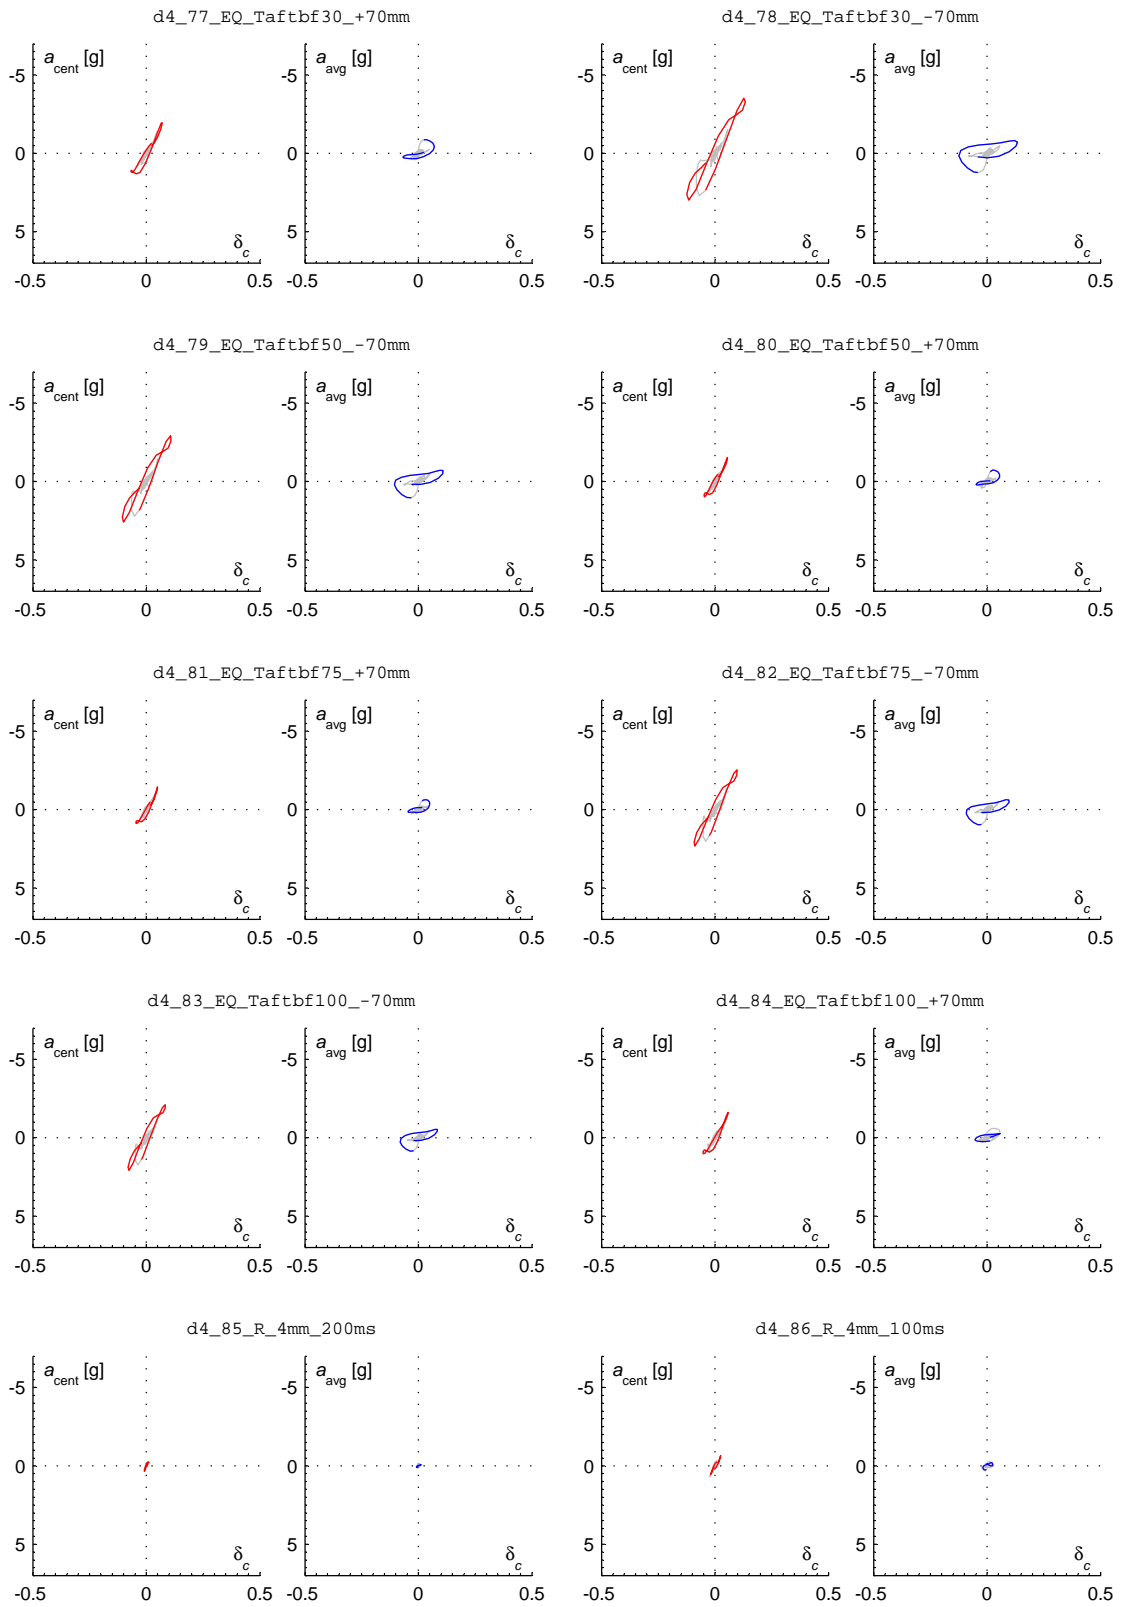 d4_77_EQ_Taftbf30_+70mm
d4_78_EQ_Taftbf30_-70mm
a_cent [g]
a_avg [g]
a_cent [g]
a_avg [g]
-5 -5 -5 -5
0 0 0 0
5 5 5 5
δ_c δ_c δ_c δ_c
-0.5 0 0.5 -0.5 0 0.5 -0.5 0 0.5 -0.5 0 0.5
d4_79_EQ_Taftbf50_-70mm
d4_80_EQ_Taftbf50_+70mm
a_cent [g]
a_avg [g]
a_cent [g]
a_avg [g]
-5 -5 -5 -5
0 0 0 0
5 5 5 5
δ_c δ_c δ_c δ_c
-0.5 0 0.5 -0.5 0 0.5 -0.5 0 0.5 -0.5 0 0.5
d4_81_EQ_Taftbf75_+70mm
d4_82_EQ_Taftbf75_-70mm
a_cent [g]
a_avg [g]
a_cent [g]
a_avg [g]
-5 -5 -5 -5
0 0 0 0
5 5 5 5
δ_c δ_c δ_c δ_c
-0.5 0 0.5 -0.5 0 0.5 -0.5 0 0.5 -0.5 0 0.5
d4_83_EQ_Taftbf100_-70mm
d4_84_EQ_Taftbf100_+70mm
a_cent [g]
a_avg [g]
a_cent [g]
a_avg [g]
-5 -5 -5 -5
0 0 0 0
5 5 5 5
δ_c δ_c δ_c δ_c
-0.5 0 0.5 -0.5 0 0.5 -0.5 0 0.5 -0.5 0 0.5
d4_85_R_4mm_200ms
d4_86_R_4mm_100ms
a_cent [g]
a_avg [g]
a_cent [g]
a_avg [g]
-5 -5 -5 -5
0 0 0 0
5 5 5 5
δ_c δ_c δ_c δ_c
-0.5 0 0.5 -0.5 0 0.5 -0.5 0 0.5 -0.5 0 0.5